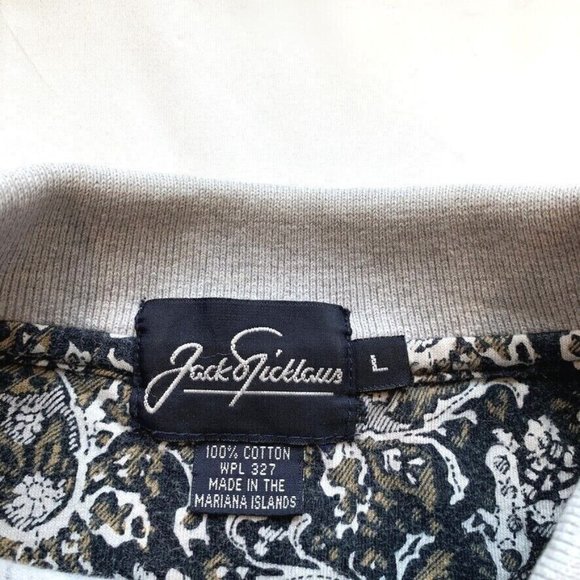 Jack Nicklaus
L
100% COTTON
WPL 327
MADE IN THE
MARIANA ISLANDS